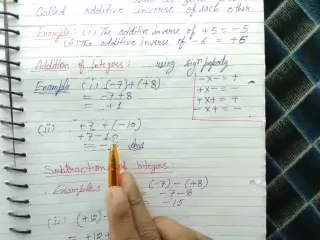 Called additive inverse of each other.
Example: (i) The additive inverse of +5 = -5
(ii) The additive inverse of -6 = +6
Addition of Integers: using sign property
Example (i) (-7)+(+8)
= -7+8
= +1
- x - = +
- x + = -
+ x + = +
+ x - = -
(ii) +7 + (-10)
+7-10
= -
Subtraction of Integers:
Examples (-7) - (+8)
-7-8
-15
(ii) (+12) -
= +12 +